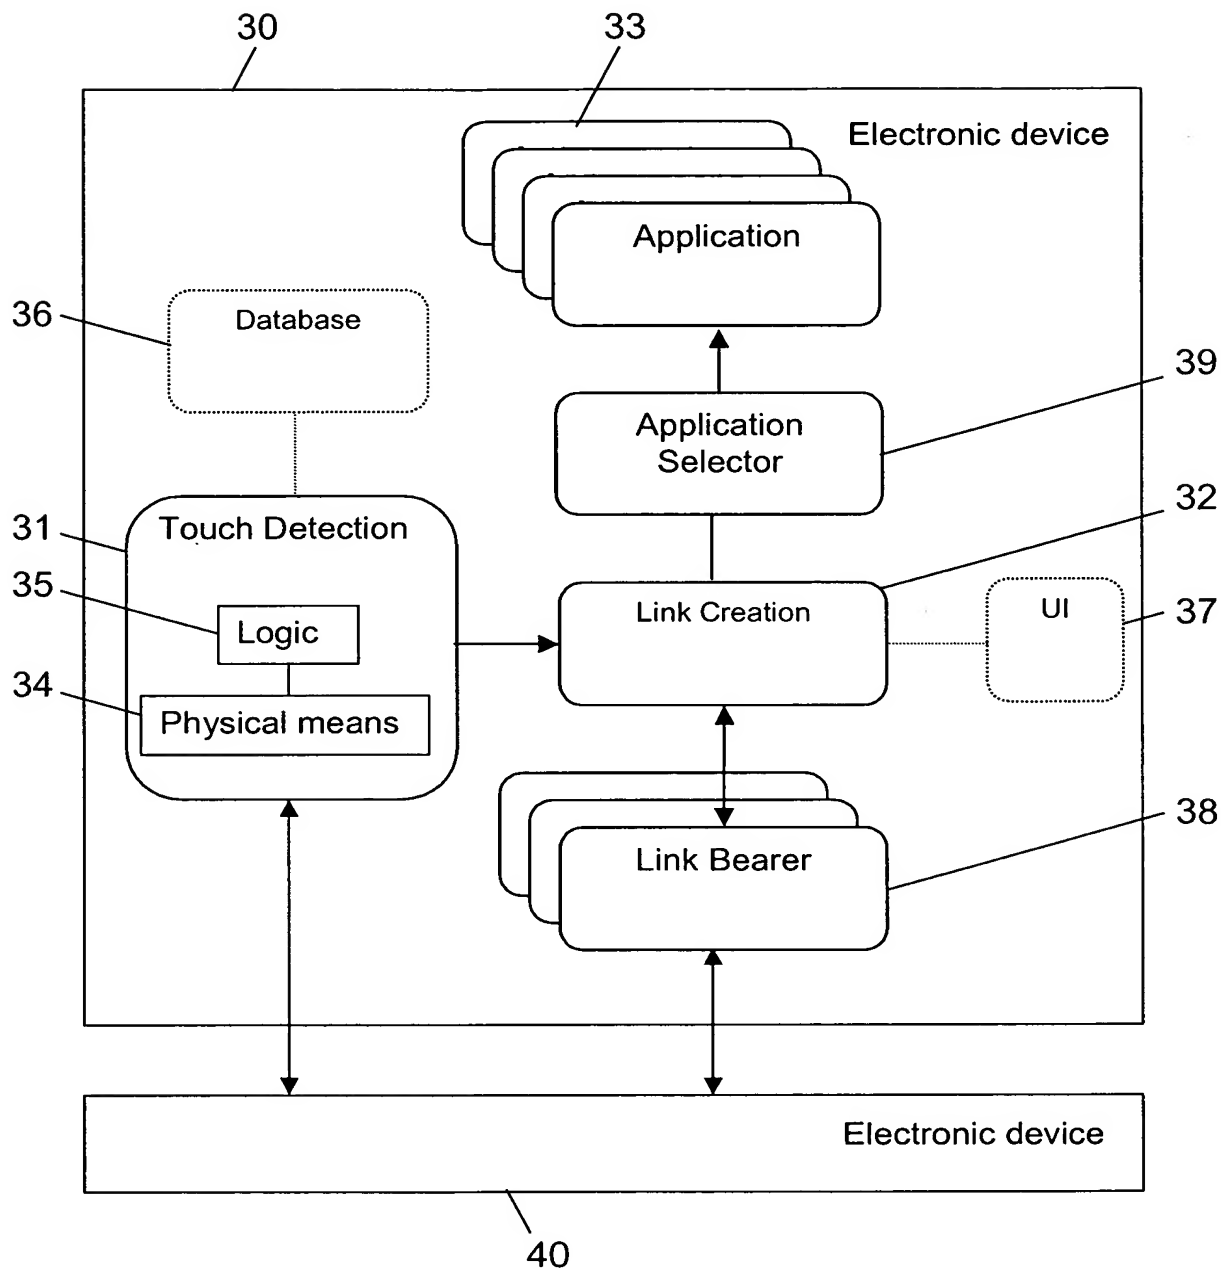 30
33
Electronic device
Application
36
Database
39
Application
Selector
31
Touch Detection
32
35
Logic
Link Creation
UI
37
34
Physical means
38
Link Bearer
Electronic device
40